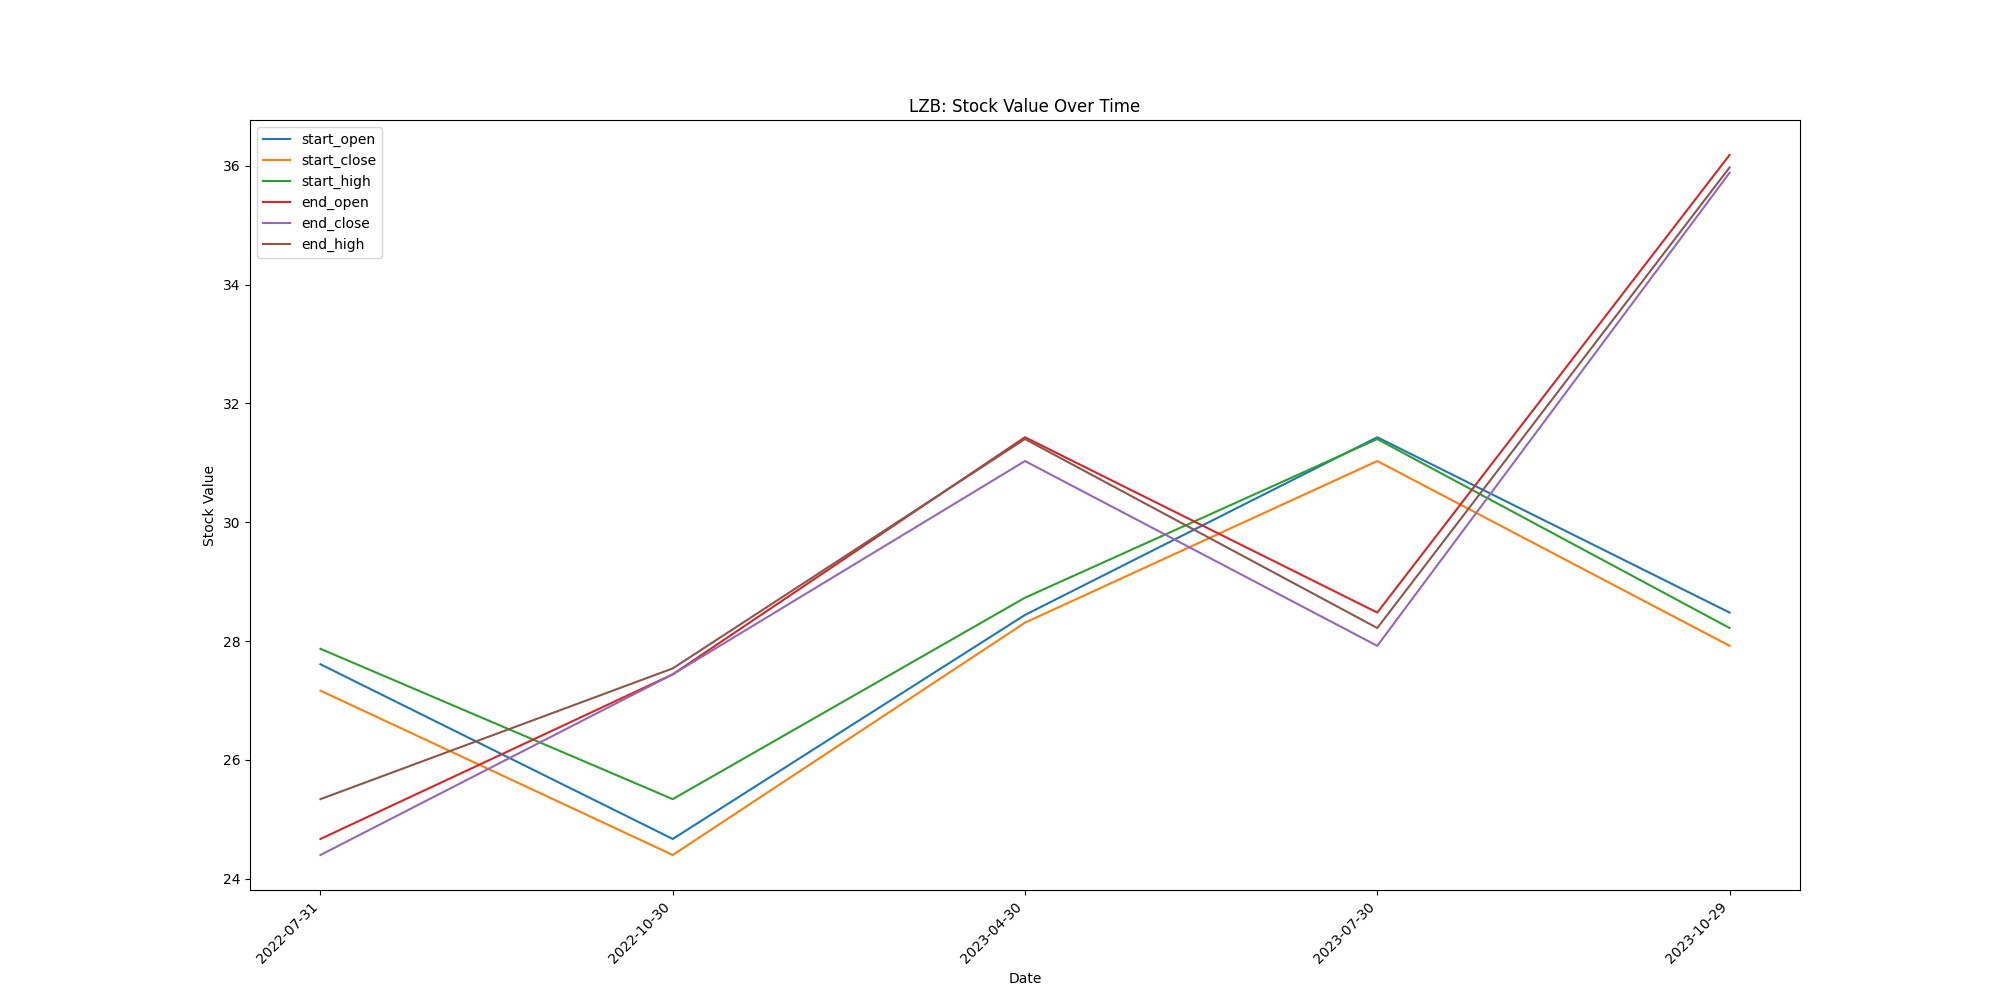 LZB: Stock Value Over Time
start_open
start_close
start_high
end_open
end_close
end_high
36
34
32
30
28
26
24
Stock Value
2022-07-31
2022-10-30
2023-04-30
2023-07-30
2023-10-29
Date